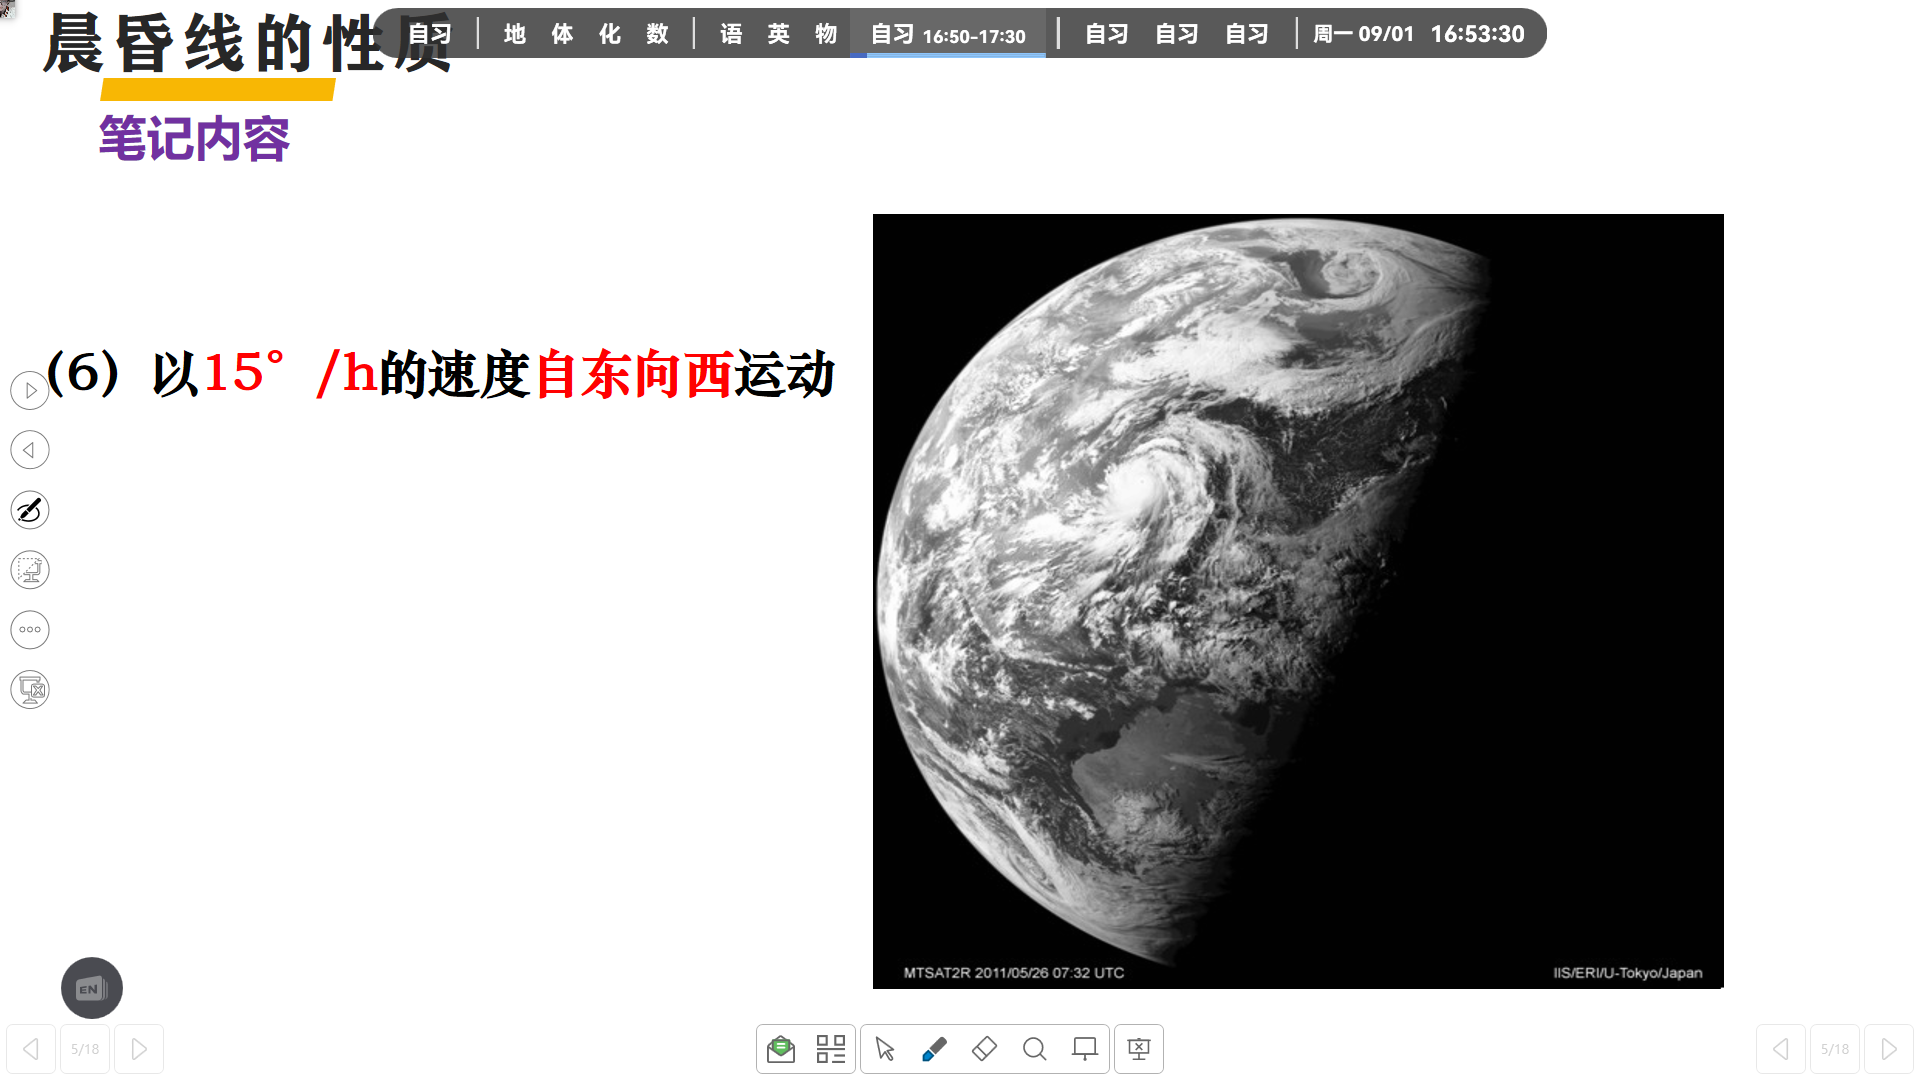 晨昏线的性质
自习 地 体 化 数 语 英 物 自习 16:50-17:30 自习 自习 自习 周一 09/01 16:53:30
笔记内容
(6) 以15°/h的速度自东向西运动
MTSAT2R 2011/05/26 07:32 UTC
IIS/ERI/U-Tokyo/Japan
EN
5/18
5/18